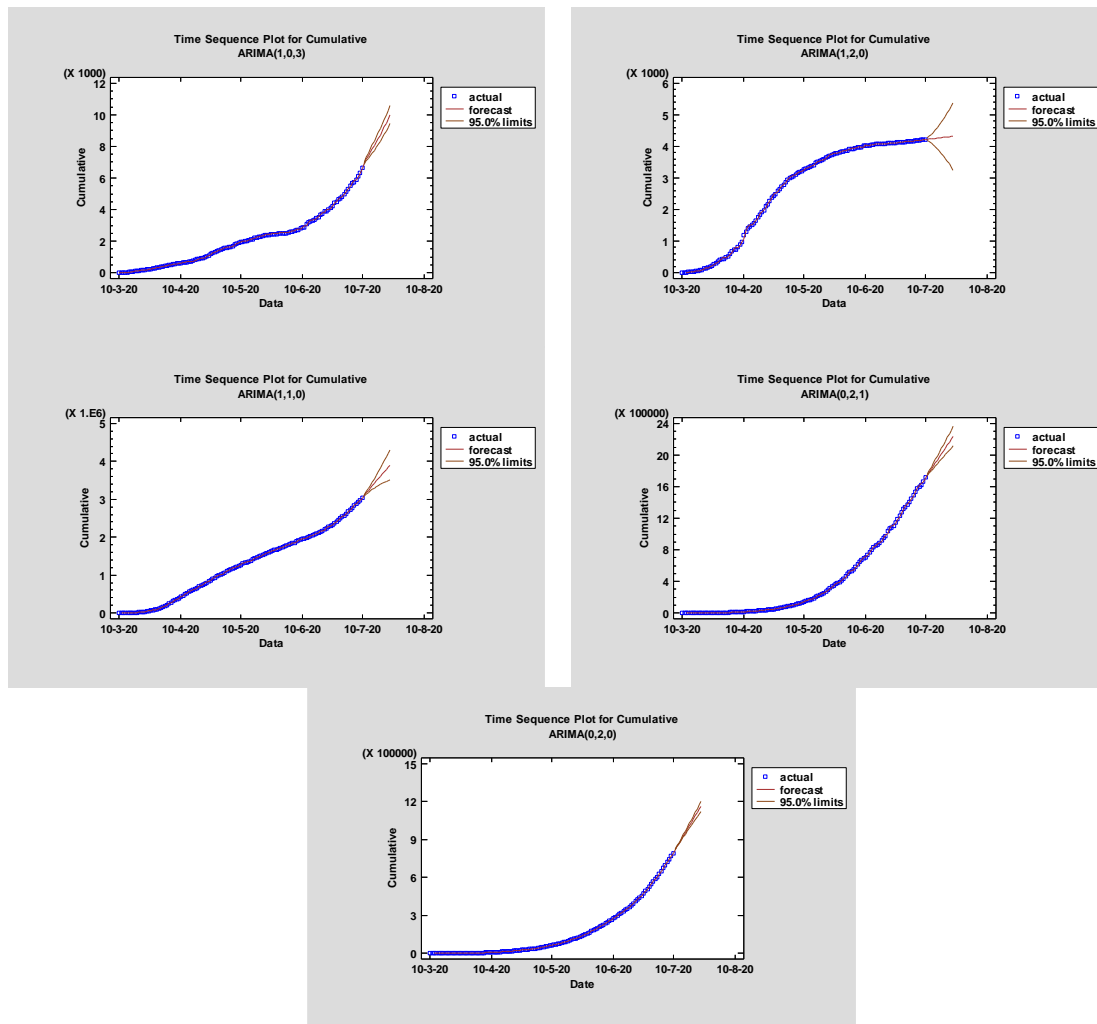 Time Sequence Plot for Cumulative
ARIMA(1,0,3)
(X 1000)
12
10
8
6
4
2
0
Cumulative
10-3-20 10-4-20 10-5-20 10-6-20 10-7-20 10-8-20
Data
actual
forecast
95.0% limits
Time Sequence Plot for Cumulative
ARIMA(1,2,0)
(X 1000)
6
5
4
3
2
1
0
Cumulative
10-3-20 10-4-20 10-5-20 10-6-20 10-7-20 10-8-20
Data
actual
forecast
95.0% limits
Time Sequence Plot for Cumulative
ARIMA(1,1,0)
(X 1.E6)
5
4
3
2
1
0
Cumulative
10-3-20 10-4-20 10-5-20 10-6-20 10-7-20 10-8-20
Data
actual
forecast
95.0% limits
Time Sequence Plot for Cumulative
ARIMA(0,2,1)
(X 100000)
24
20
16
12
8
4
0
Cumulative
10-3-20 10-4-20 10-5-20 10-6-20 10-7-20 10-8-20
Date
actual
forecast
95.0% limits
Time Sequence Plot for Cumulative
ARIMA(0,2,0)
(X 100000)
15
12
9
6
3
0
Cumulative
10-3-20 10-4-20 10-5-20 10-6-20 10-7-20 10-8-20
Date
actual
forecast
95.0% limits